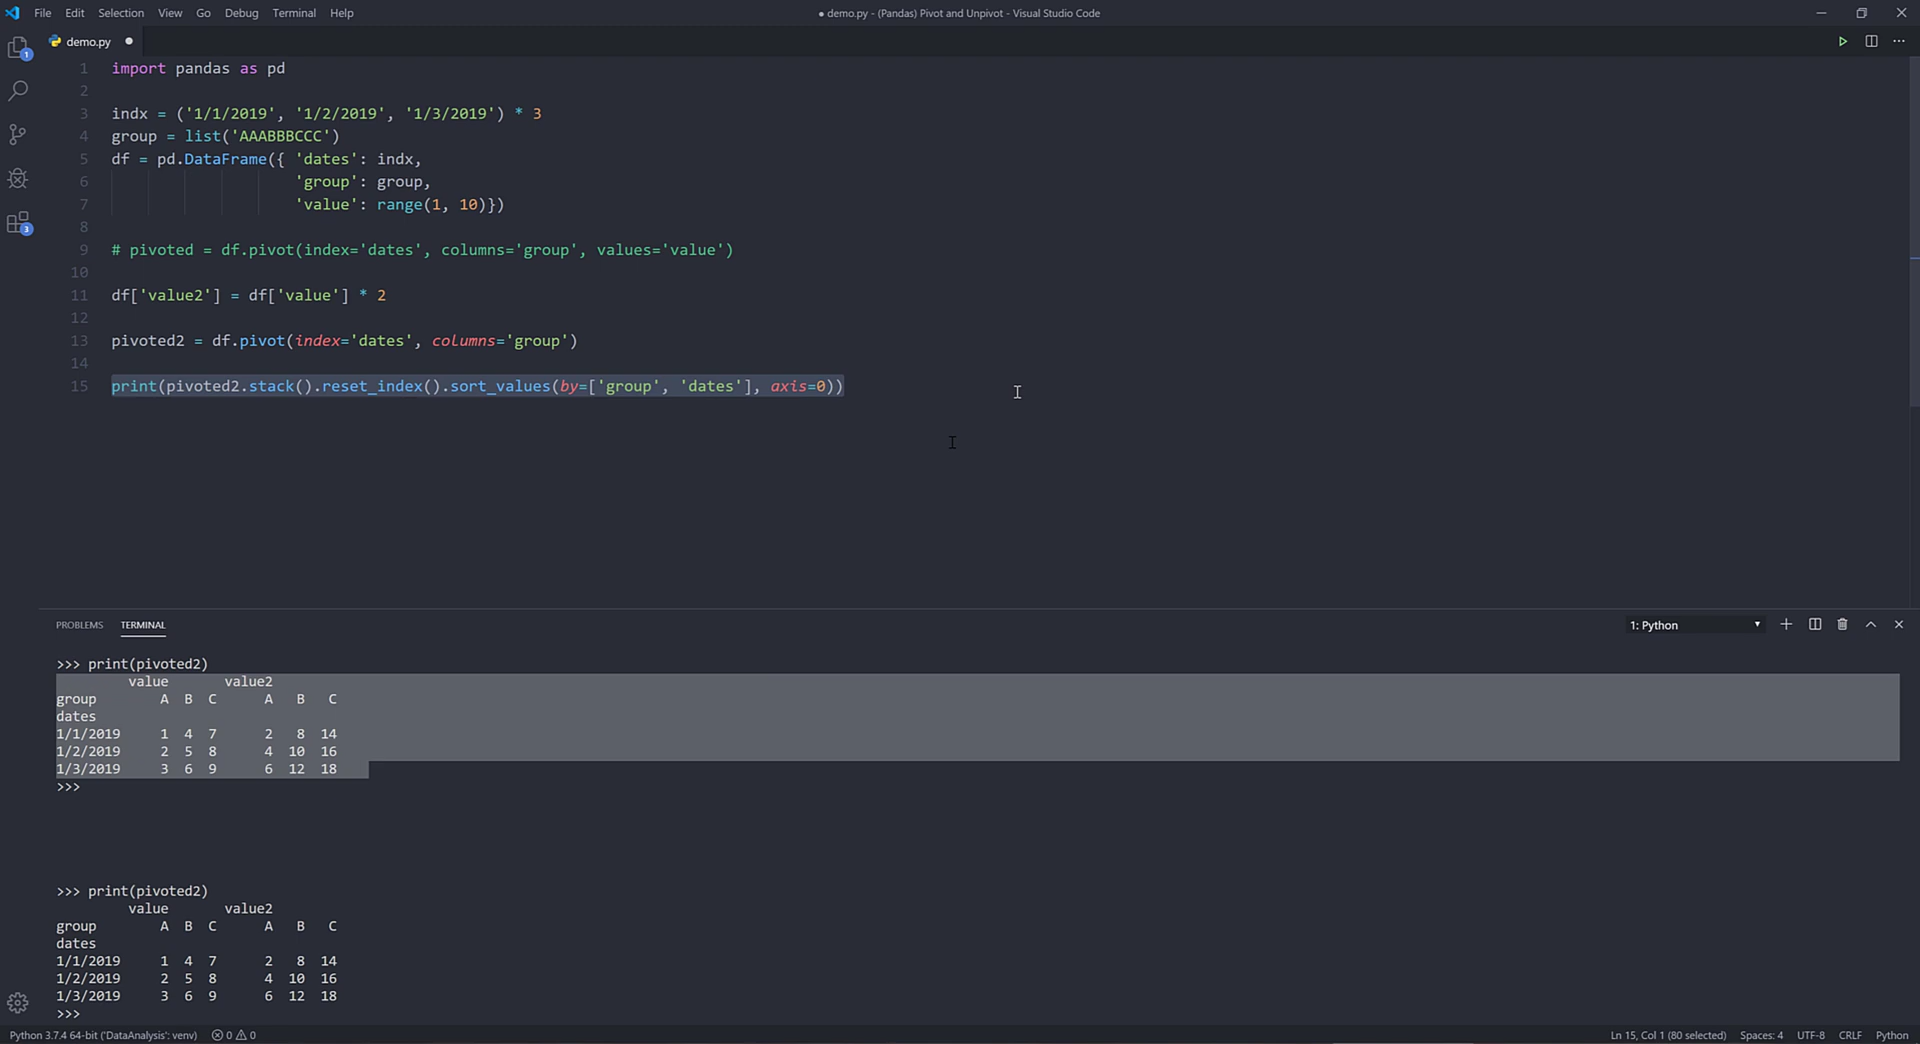 File Edit Selection View Go Debug Terminal Help
● demo.py - (Pandas) Pivot and Unpivot - Visual Studio Code
demo.py ●
1 import pandas as pd
2
3 indx = ('1/1/2019', '1/2/2019', '1/3/2019') * 3
4 group = list('AAABBBCCC')
5 df = pd.DataFrame({ 'dates': indx,
6 'group': group,
7 'value': range(1, 10)})
8
9 # pivoted = df.pivot(index='dates', columns='group', values='value')
10
11 df['value2'] = df['value'] * 2
12
13 pivoted2 = df.pivot(index='dates', columns='group')
14
15 print(pivoted2.stack().reset_index().sort_values(by=['group', 'dates'], axis=0))
1
3
PROBLEMS TERMINAL
1: Python
>>> print(pivoted2)
value value2
group A B C A B C
dates
1/1/2019 1 4 7 2 8 14
1/2/2019 2 5 8 4 10 16
1/3/2019 3 6 9 6 12 18
>>>
>>> print(pivoted2)
value value2
group A B C A B C
dates
1/1/2019 1 4 7 2 8 14
1/2/2019 2 5 8 4 10 16
1/3/2019 3 6 9 6 12 18
>>>
Python 3.7.4 64-bit ('DataAnalysis': venv) 0 0
Ln 15, Col 1 (80 selected) Spaces: 4 UTF-8 CRLF Python